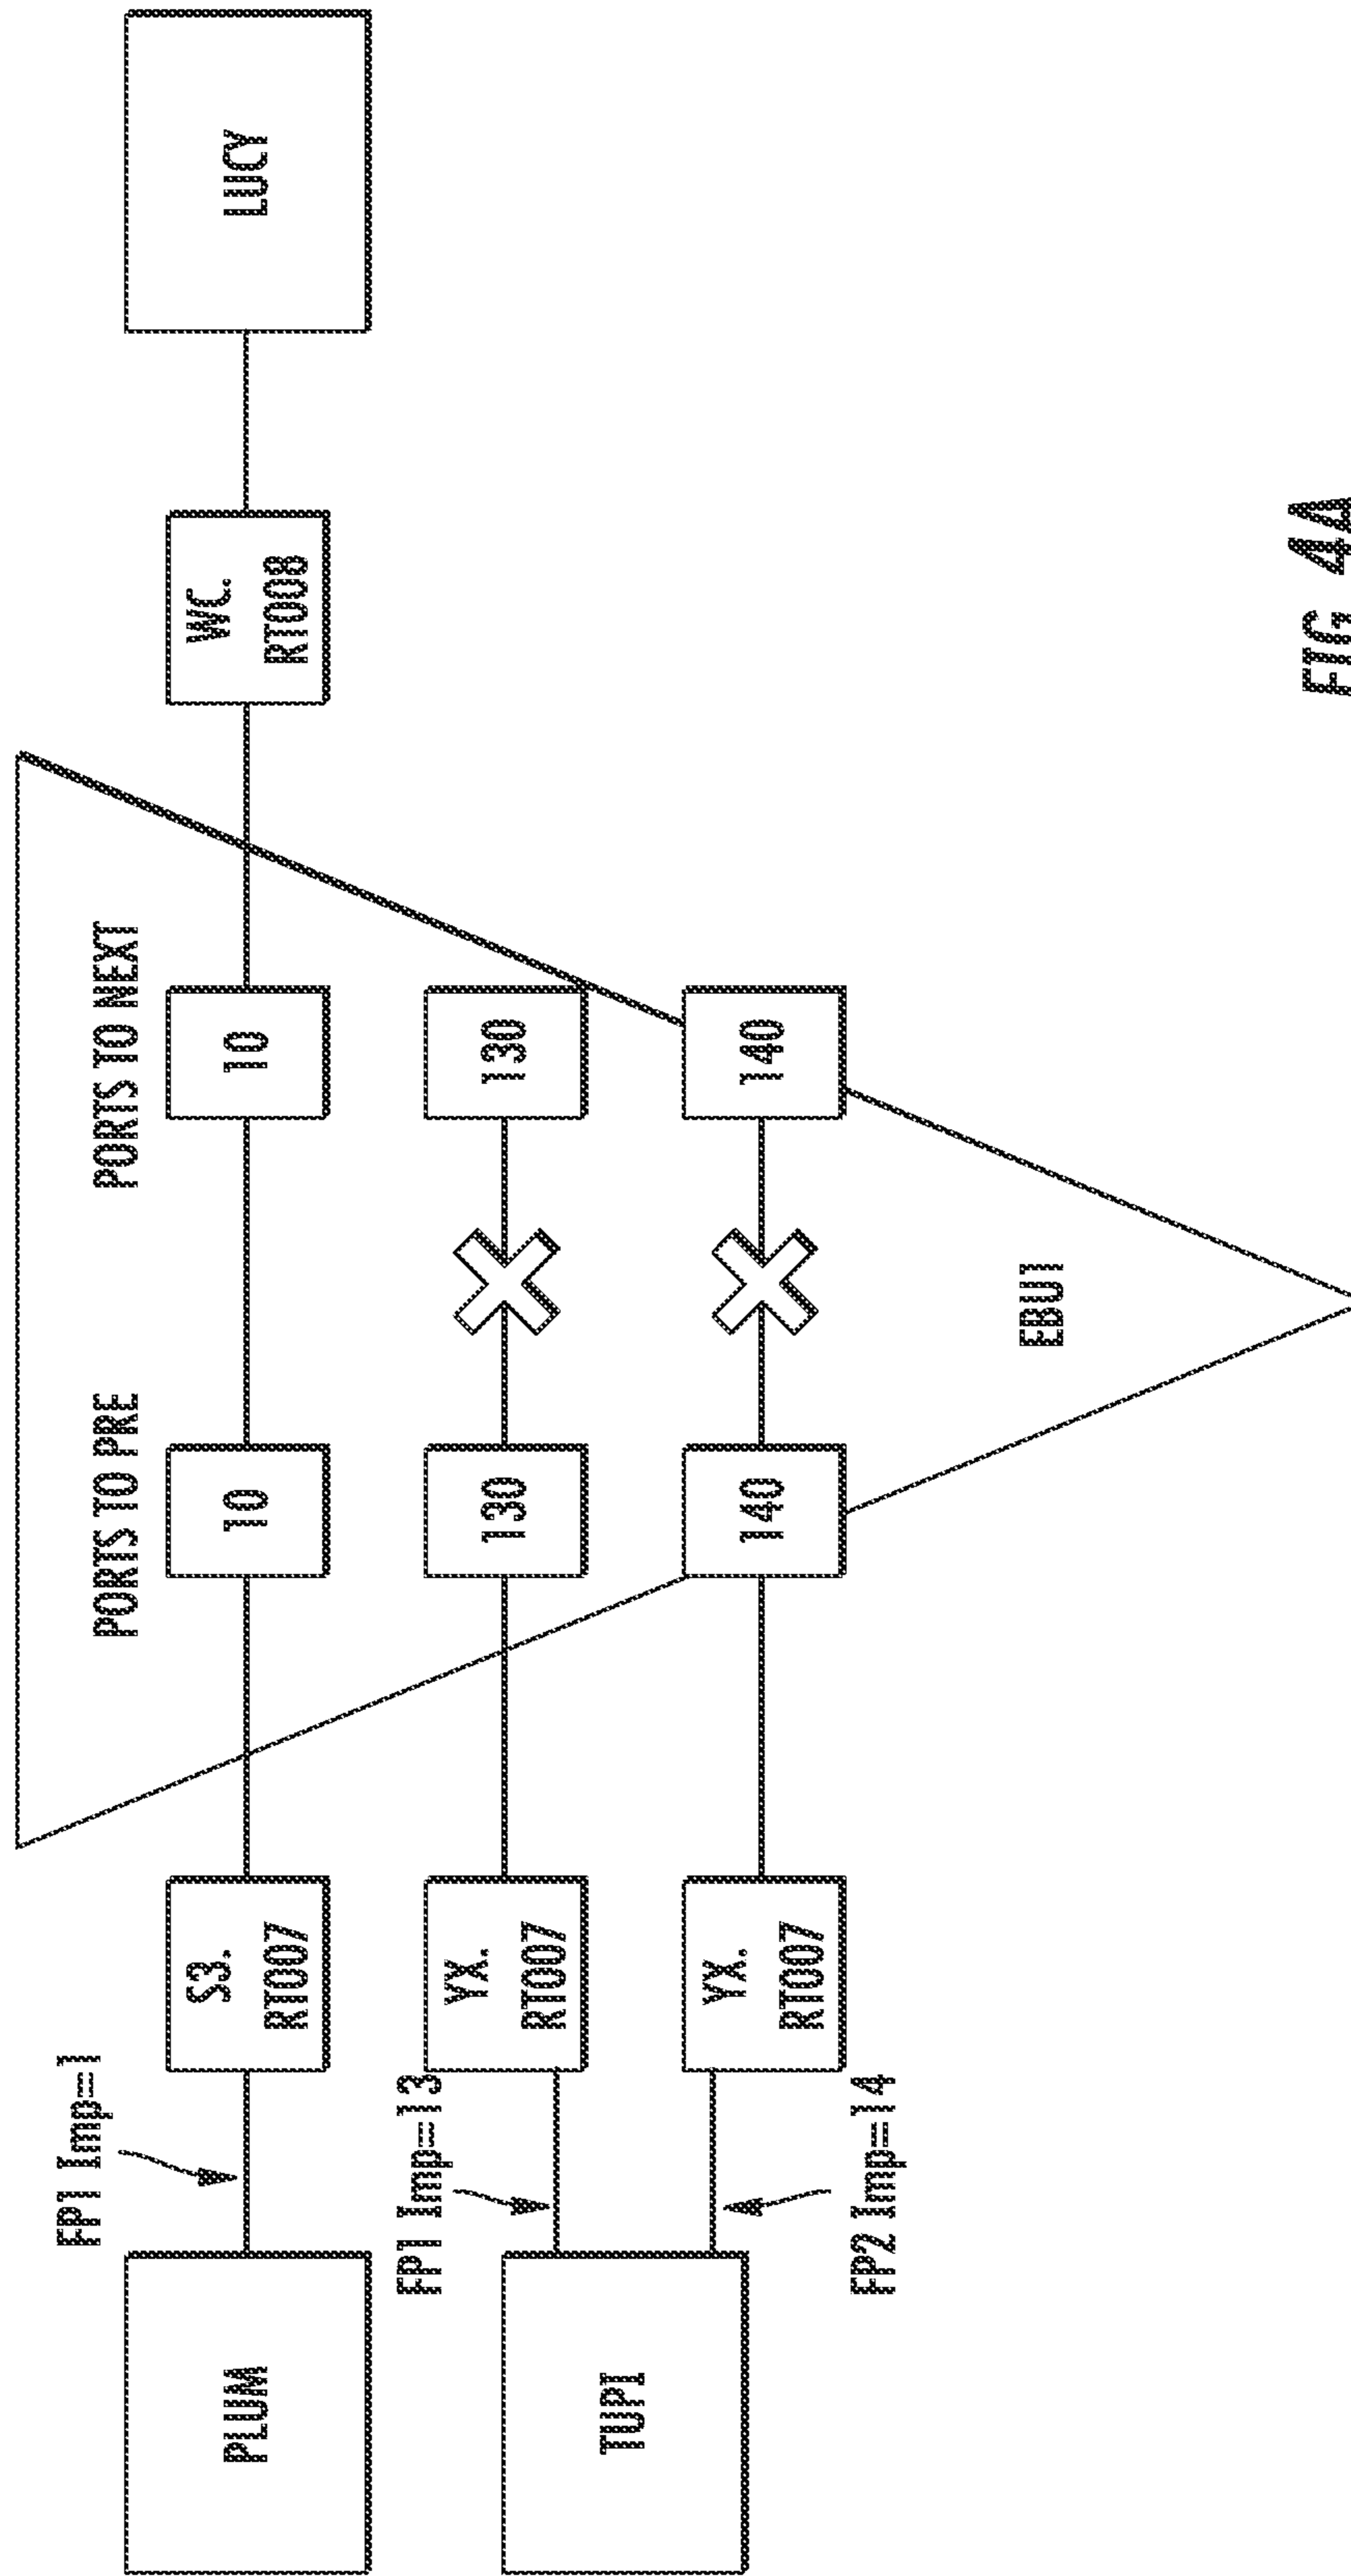 PORTS TO PRE
PORTS TO NEXT
FP1 Imp=1
PLUM
S3.
RT007
10
10
WC.
RT008
LUCY
FP1 Imp=13
YX.
RT007
130
130
TUPI
YX.
RT007
140
140
FP2 Imp=14
EBU1
FIG. 4A